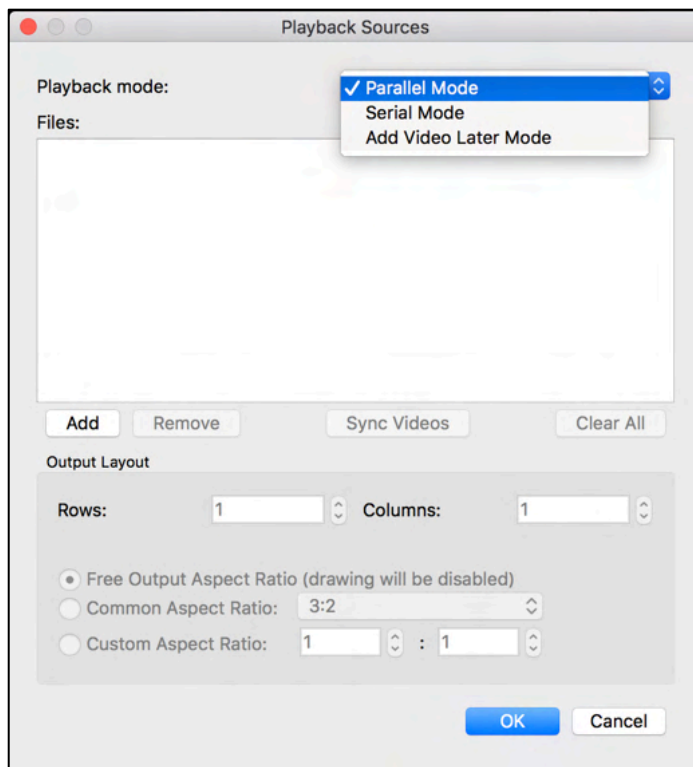 Playback Sources
Playback mode:
✓ Parallel Mode
Serial Mode
Add Video Later Mode
Files:
Add Remove Sync Videos Clear All
Output Layout
Rows: 1 Columns: 1
Free Output Aspect Ratio (drawing will be disabled)
Common Aspect Ratio: 3:2
Custom Aspect Ratio: 1 : 1
OK Cancel